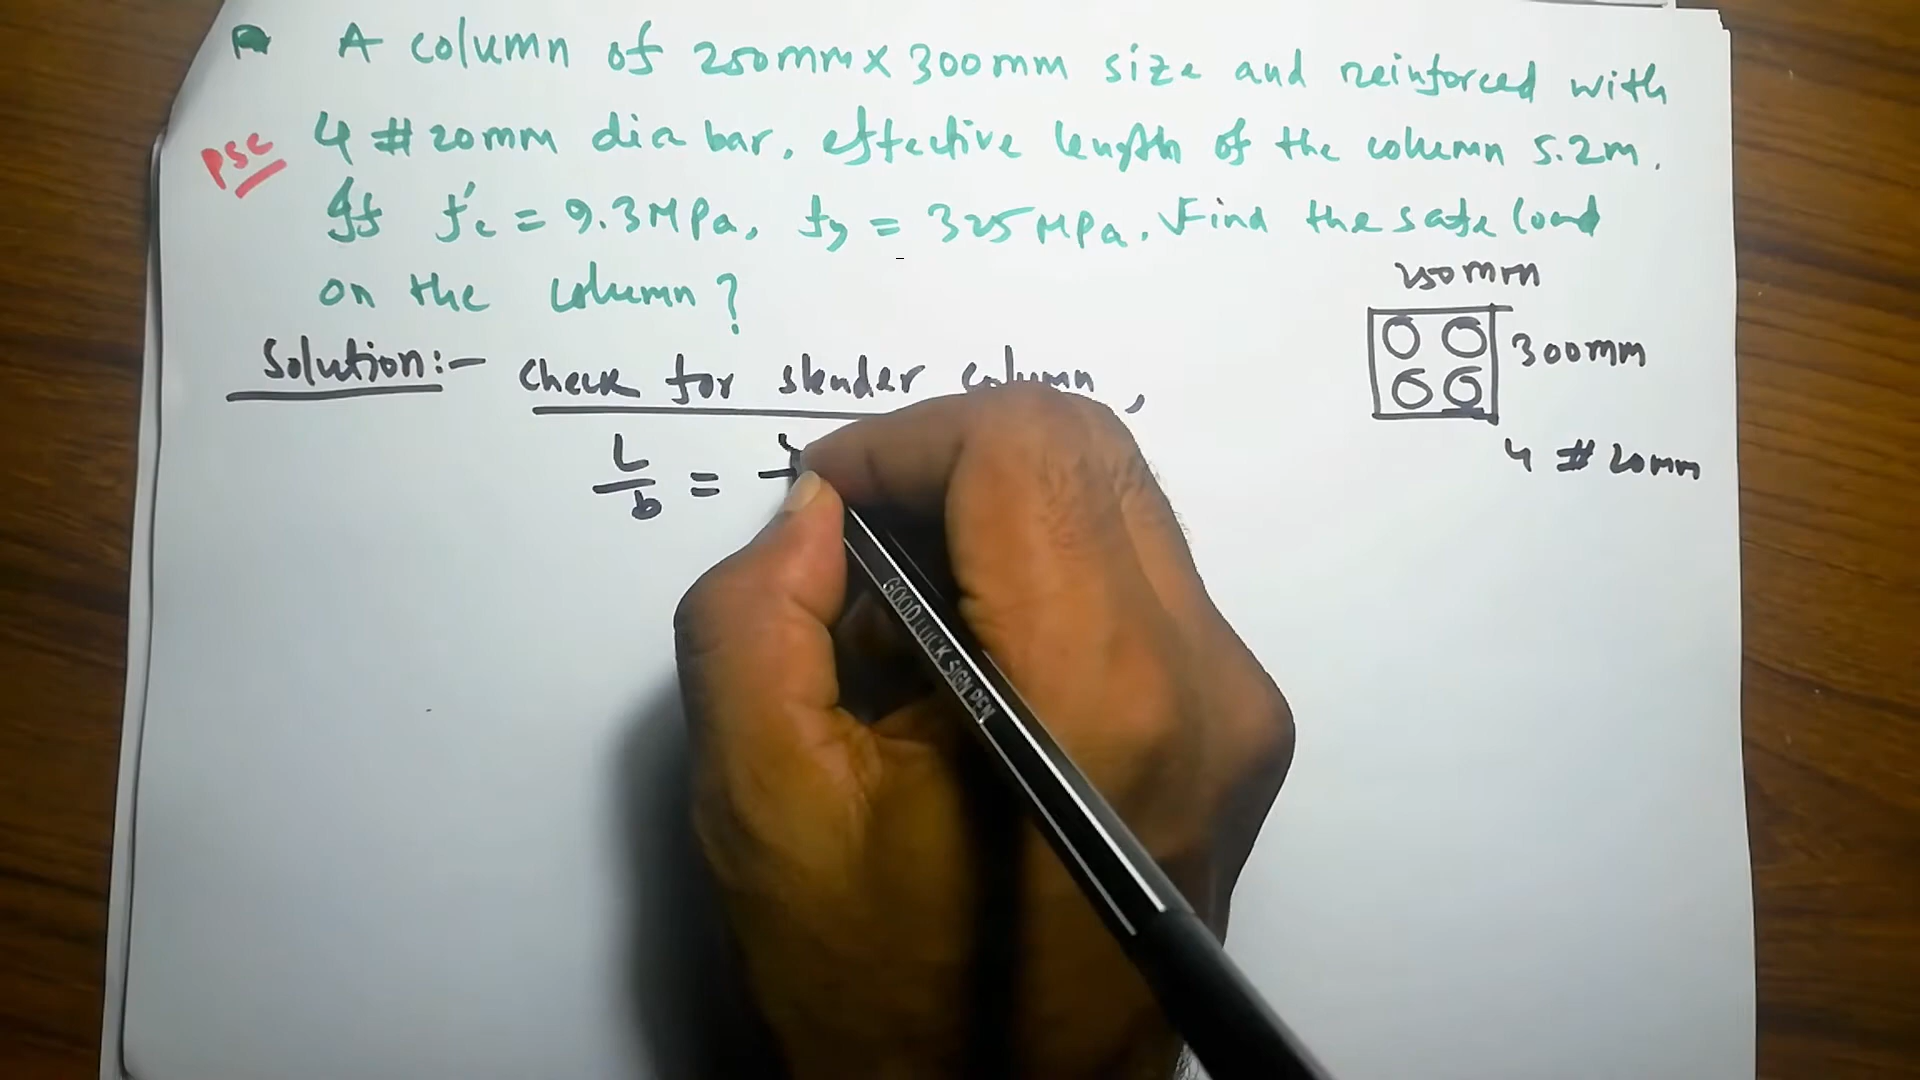 A column of 250mm x 300mm size and reinforced with
4 # 20mm dia bar, effective length of the column 5.2m.
PSC
If f'c = 9.3MPa, fy = 325MPa. Find the safe load
on the column?
250mm
300mm
4 # 20mm
Solution:- Check for slender column,
L/b =
GOODLUCK SIGN PEN